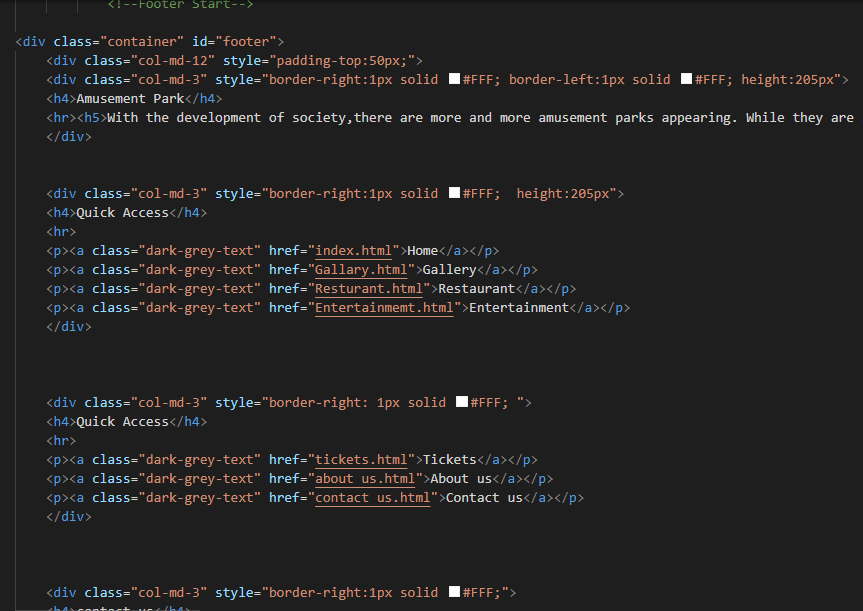 <!--Footer Start-->
<div class="container" id="footer">
<div class="col-md-12" style="padding-top:50px;">
<div class="col-md-3" style="border-right:1px solid #FFF; border-left:1px solid #FFF; height:205px">
<h4>Amusement Park</h4>
<hr><h5>With the development of society,there are more and more amusement parks appearing. While they are
</div>
<div class="col-md-3" style="border-right:1px solid #FFF;  height:205px">
<h4>Quick Access</h4>
<hr>
<p><a class="dark-grey-text" href="index.html">Home</a></p>
<p><a class="dark-grey-text" href="Gallary.html">Gallery</a></p>
<p><a class="dark-grey-text" href="Resturant.html">Restaurant</a></p>
<p><a class="dark-grey-text" href="Entertainmemt.html">Entertainment</a></p>
</div>
<div class="col-md-3" style="border-right: 1px solid #FFF; ">
<h4>Quick Access</h4>
<hr>
<p><a class="dark-grey-text" href="tickets.html">Tickets</a></p>
<p><a class="dark-grey-text" href="about us.html">About us</a></p>
<p><a class="dark-grey-text" href="contact us.html">Contact us</a></p>
</div>
<div class="col-md-3" style="border-right:1px solid #FFF;">
<h4>contact us</h4>